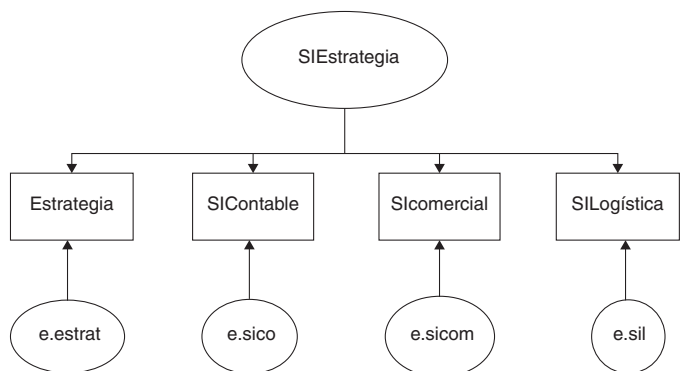 SIEstrategia
Estrategia
SIContable
SIcomercial
SILogística
e.estrat
e.sico
e.sicom
e.sil